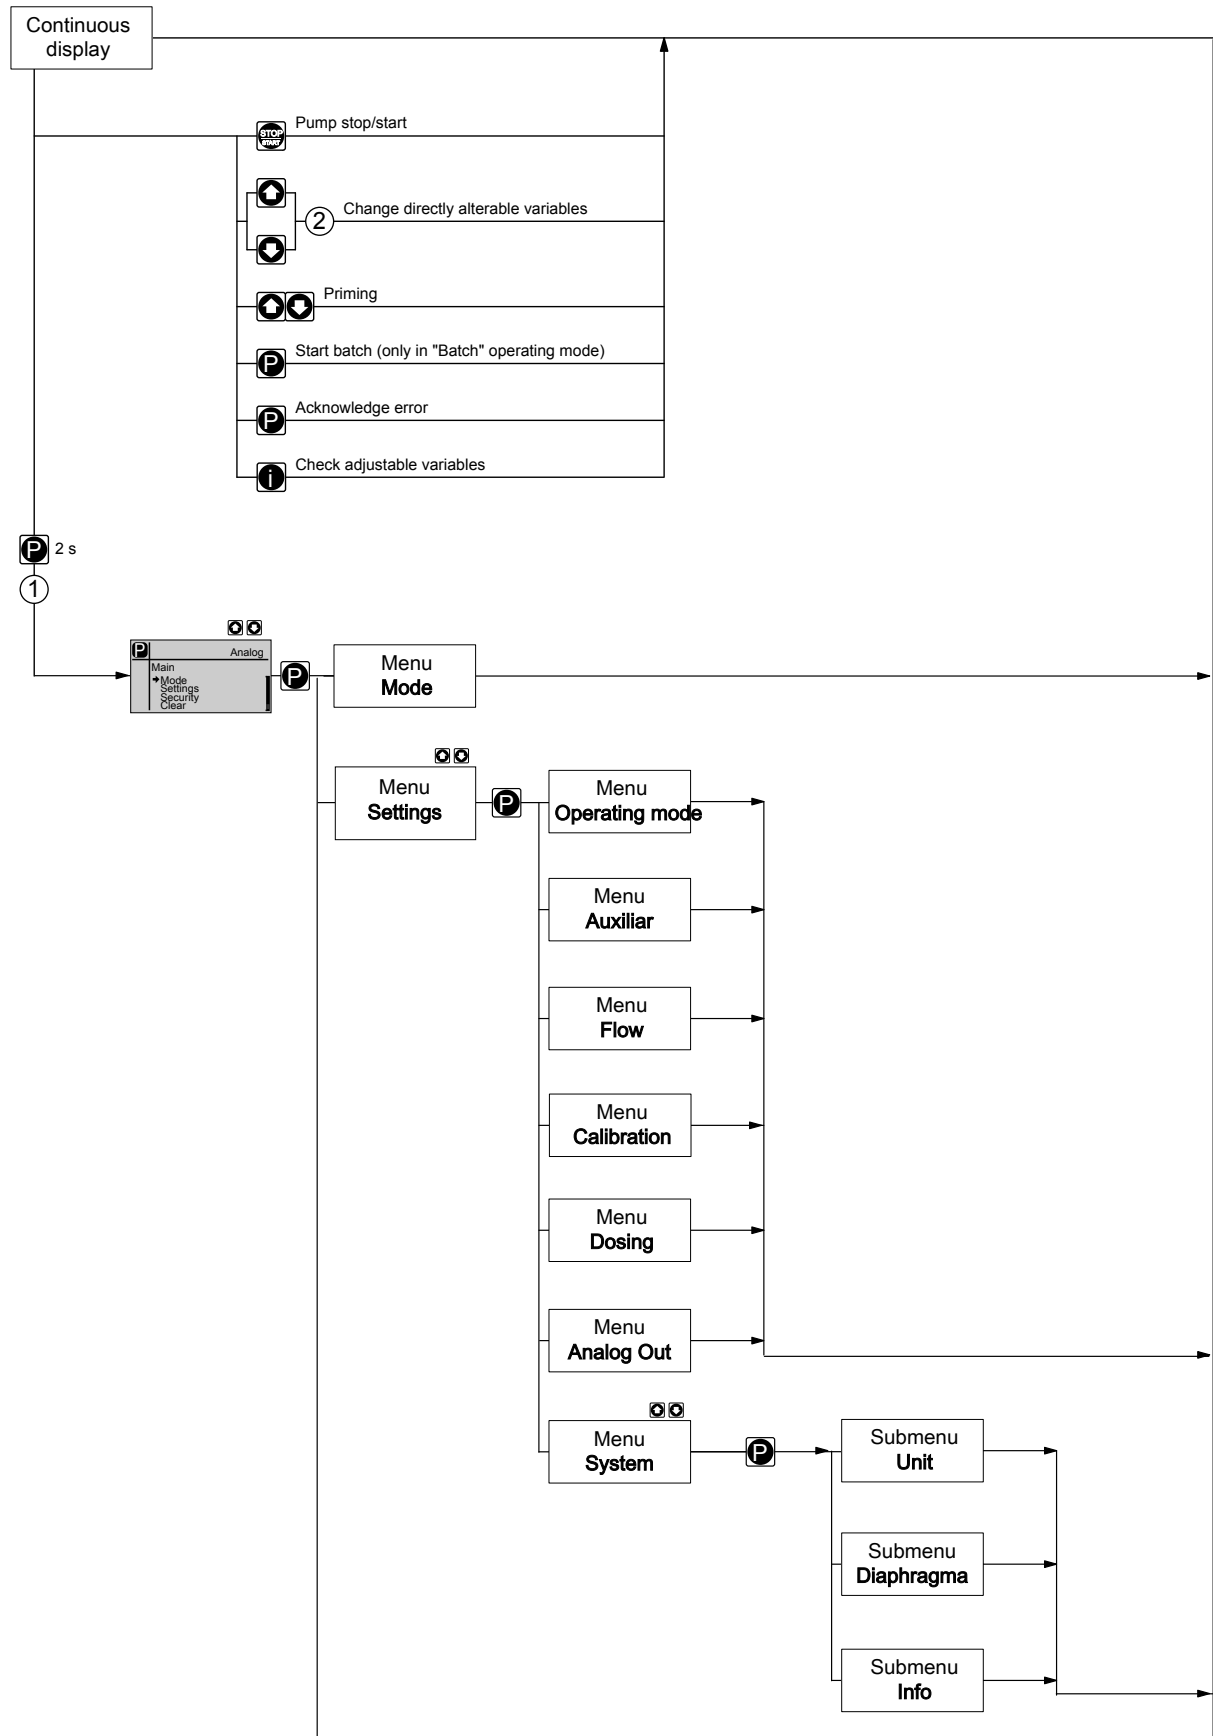 Continuous
display
STOP
START
Pump stop/start
2
Change directly alterable variables
Priming
P
Start batch (only in "Batch" operating mode)
P
Acknowledge error
i
Check adjustable variables
P 2 s
1
P Analog
Main
Mode
Settings
Security
Clear
P
Menu
Mode
Menu
Settings
P
Menu
Operating mode
Menu
Auxiliar
Menu
Flow
Menu
Calibration
Menu
Dosing
Menu
Analog Out
Menu
System
P
Submenu
Unit
Submenu
Diaphragma
Submenu
Info